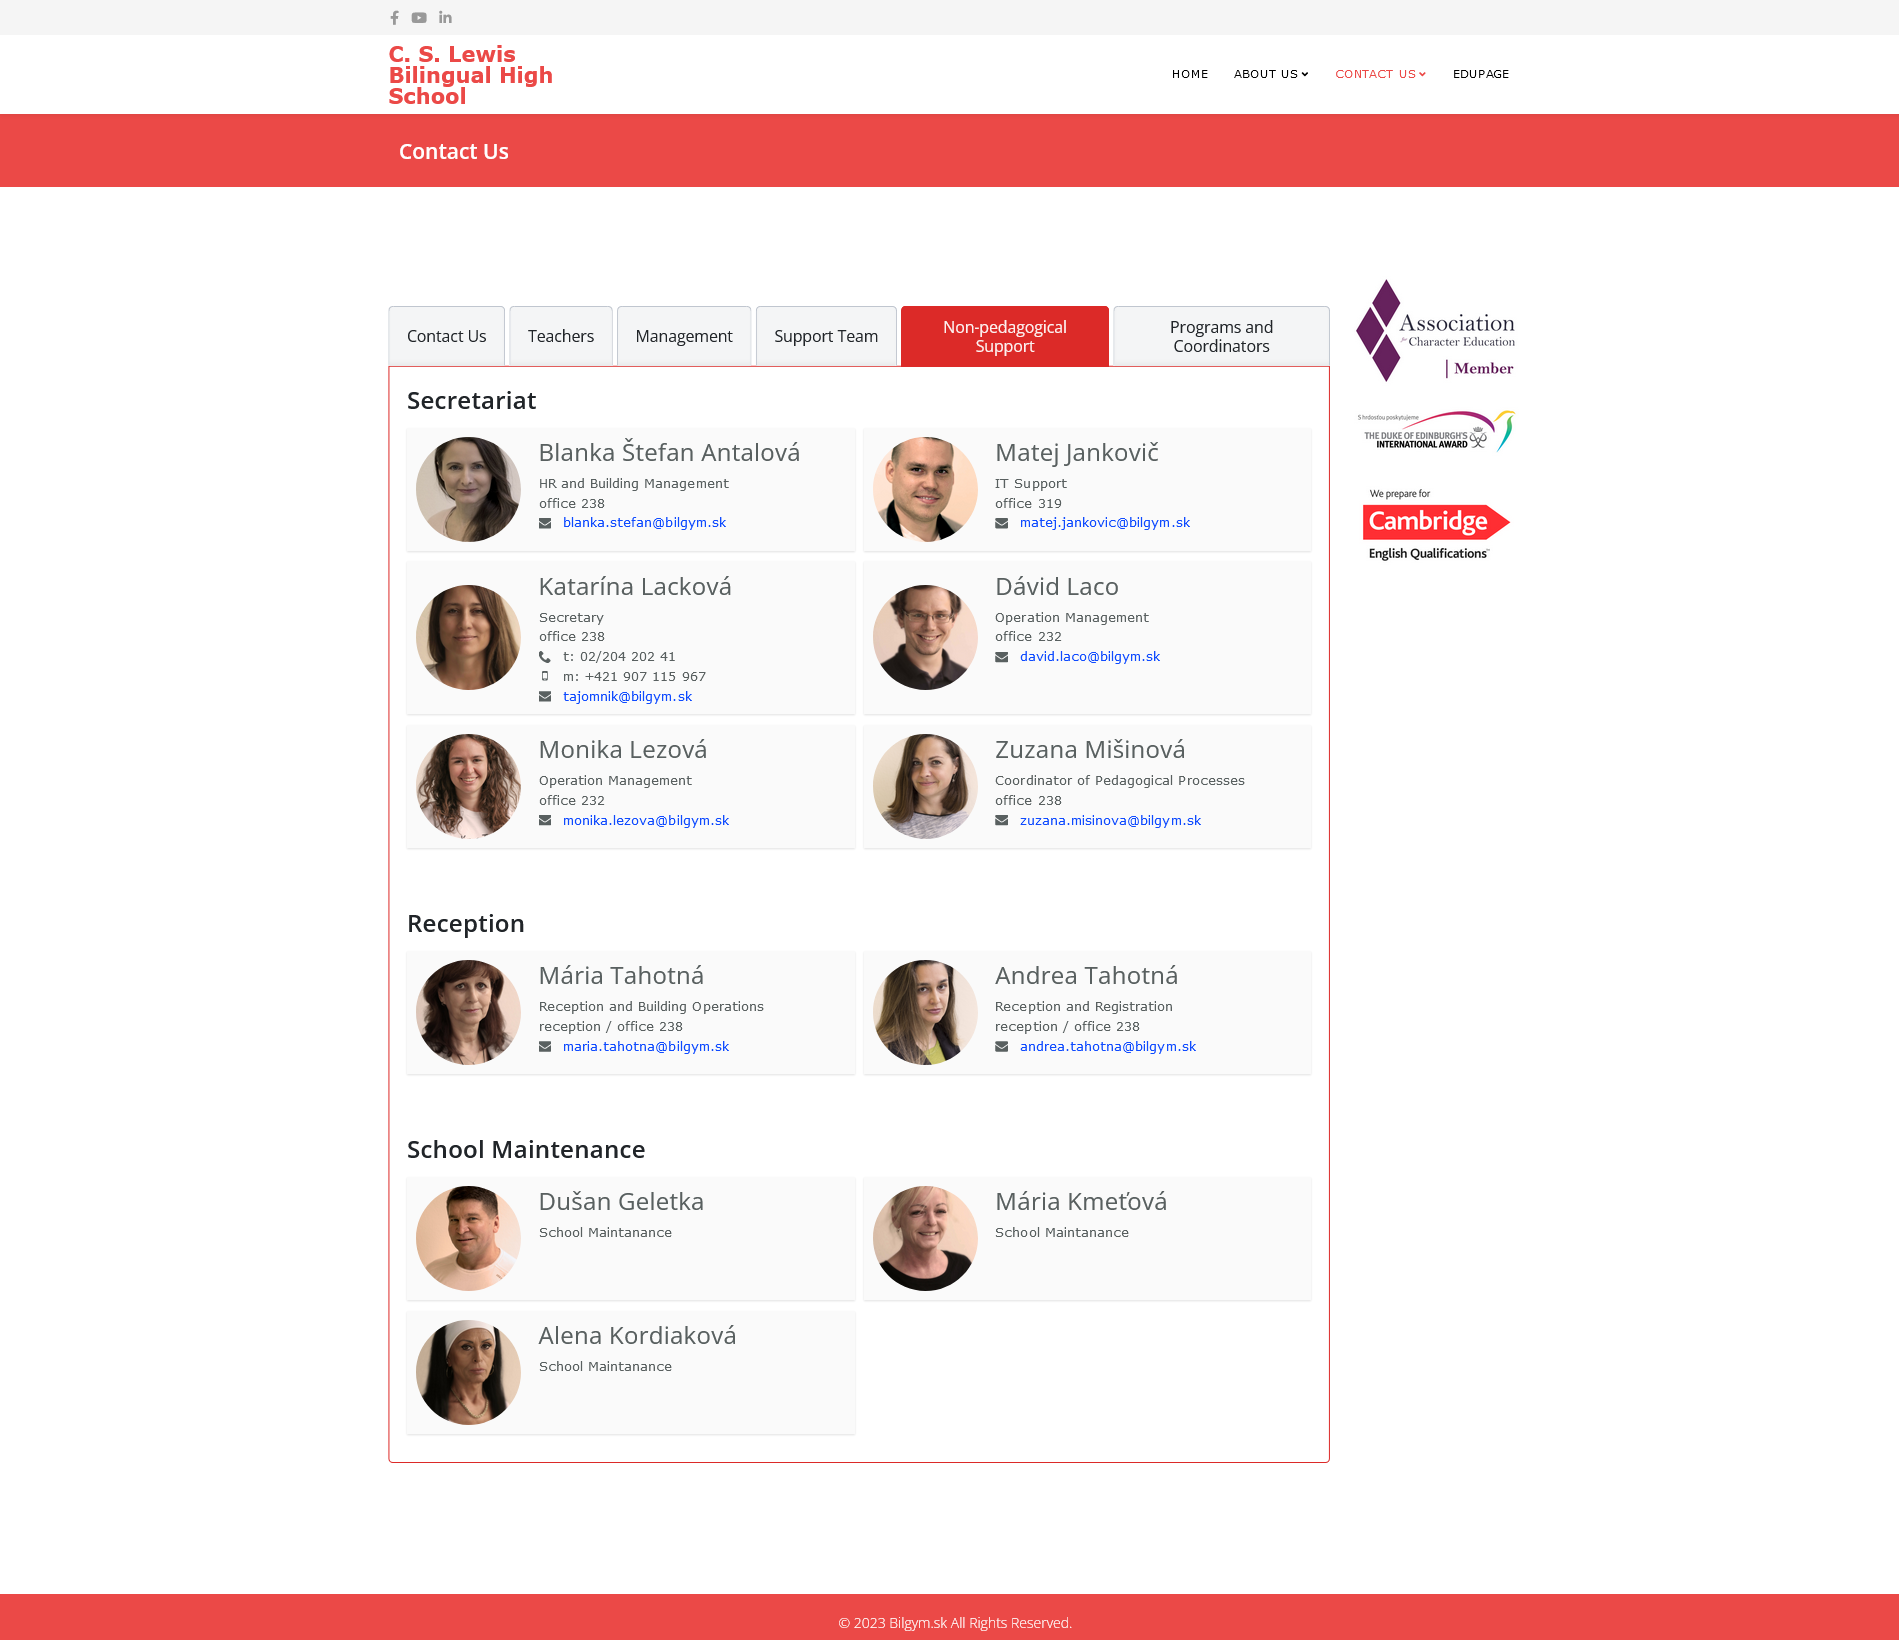 C. S. Lewis
Bilingual High
School
HOME
ABOUT US
CONTACT US
EDUPAGE
Contact Us
Contact Us
Teachers
Management
Support Team
Non-pedagogical
Support
Programs and
Coordinators
Secretariat
Blanka Štefan Antalová
HR and Building Management
office 238
blanka.stefan@bilgym.sk
Matej Jankovič
IT Support
office 319
matej.jankovic@bilgym.sk
Katarína Lacková
Secretary
office 238
t: 02/204 202 41
m: +421 907 115 967
tajomnik@bilgym.sk
Dávid Laco
Operation Management
office 232
david.laco@bilgym.sk
Monika Lezová
Operation Management
office 232
monika.lezova@bilgym.sk
Zuzana Mišinová
Coordinator of Pedagogical Processes
office 238
zuzana.misinova@bilgym.sk
Reception
Mária Tahotná
Reception and Building Operations
reception / office 238
maria.tahotna@bilgym.sk
Andrea Tahotná
Reception and Registration
reception / office 238
andrea.tahotna@bilgym.sk
School Maintenance
Dušan Geletka
School Maintanance
Mária Kmeťová
School Maintanance
Alena Kordiaková
School Maintanance
Association
for Character Education
| Member
S hrdosťou poskytujeme
THE DUKE OF EDINBURGH'S
INTERNATIONAL AWARD
We prepare for
Cambridge
English Qualifications™
© 2023 Bilgym.sk All Rights Reserved.